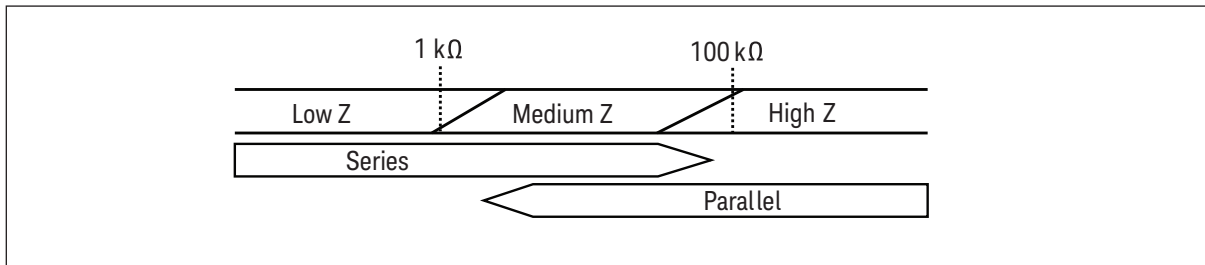 1 kΩ 100 kΩ
Low Z Medium Z High Z
Series
Parallel